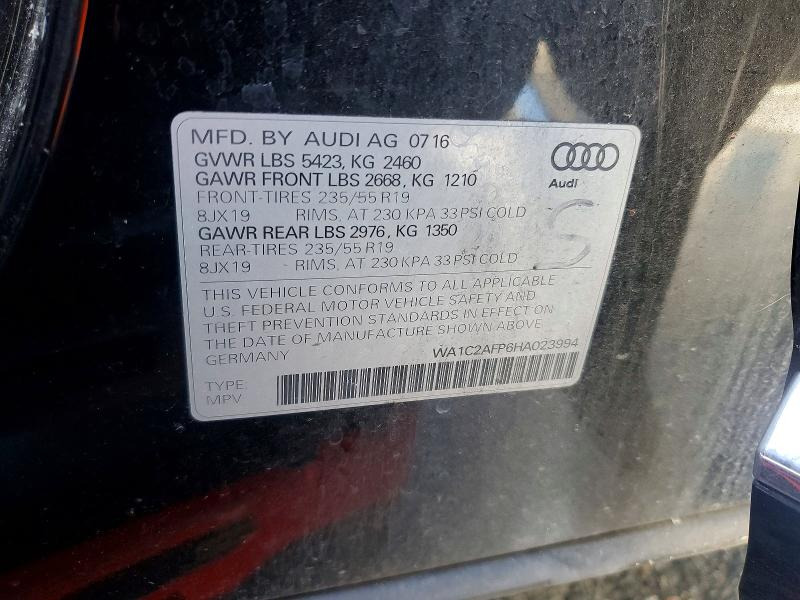 MFD. BY AUDI AG 07 16
GVWR LBS 5423, KG 2460
GAWR FRONT LBS 2668, KG 1210
FRONT-TIRES 235/55 R19
8JX19 RIMS, AT 230 KPA 33 PSI COLD
GAWR REAR LBS 2976, KG 1350
REAR-TIRES 235/55 R19
8JX19 RIMS, AT 230 KPA 33 PSI COLD
Audi
THIS VEHICLE CONFORMS TO ALL APPLICABLE
U.S. FEDERAL MOTOR VEHICLE SAFETY AND
THEFT PREVENTION STANDARDS IN EFFECT ON
THE DATE OF MANUFACTURE SHOWN ABOVE
GERMANY WA1C2AFP6HA023994
TYPE:
MPV